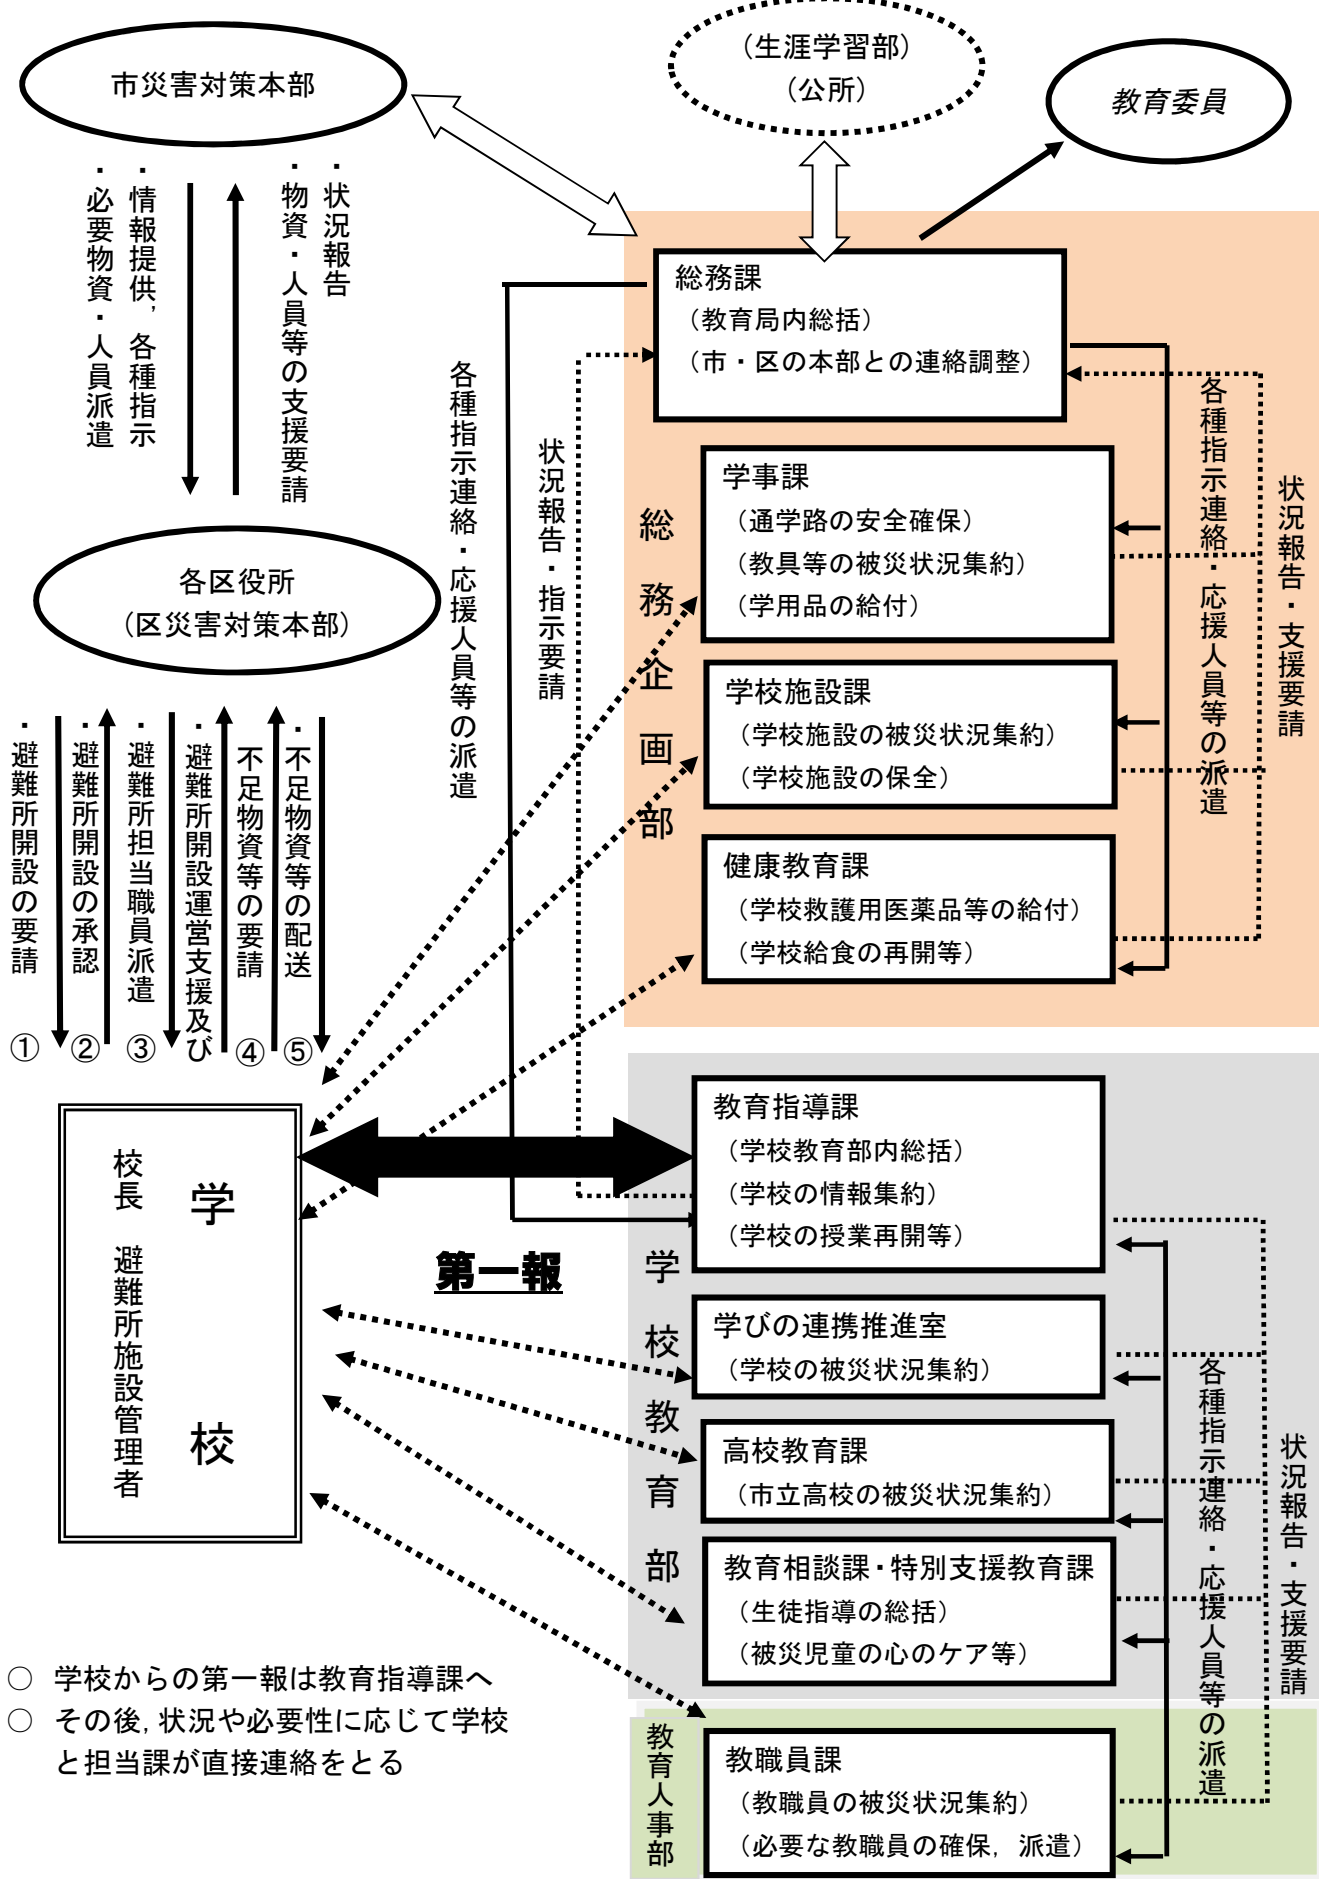 市災害対策本部
(生涯学習部)
(公所)
教育委員
・状況報告
・物資・人員等の支援要請
・情報提供，各種指示
・必要物資・人員派遣
各区役所
(区災害対策本部)
・避難所開設の要請 ①
・避難所開設の承認 ②
・避難所担当職員派遣 ③
・避難所開設運営支援及び
不足物資等の要請 ④
・不足物資等の配送 ⑤
各種指示連絡・応援人員等の派遣
状況報告・指示要請
総務企画部
総務課
（教育局内総括）
（市・区の本部との連絡調整）
学事課
（通学路の安全確保）
（教具等の被災状況集約）
（学用品の給付）
学校施設課
（学校施設の被災状況集約）
（学校施設の保全）
健康教育課
（学校救護用医薬品等の給付）
（学校給食の再開等）
各種指示連絡・応援人員等の派遣
状況報告・支援要請
学校
校長　避難所施設管理者
第一報
学校教育部
教育指導課
（学校教育部内総括）
（学校の情報集約）
（学校の授業再開等）
学びの連携推進室
（学校の被災状況集約）
高校教育課
（市立高校の被災状況集約）
教育相談課・特別支援教育課
（生徒指導の総括）
（被災児童の心のケア等）
各種指示連絡・応援人員等の派遣
状況報告・支援要請
教育人事部
教職員課
（教職員の被災状況集約）
（必要な教職員の確保，派遣）
○ 学校からの第一報は教育指導課へ
○ その後，状況や必要性に応じて学校
と担当課が直接連絡をとる